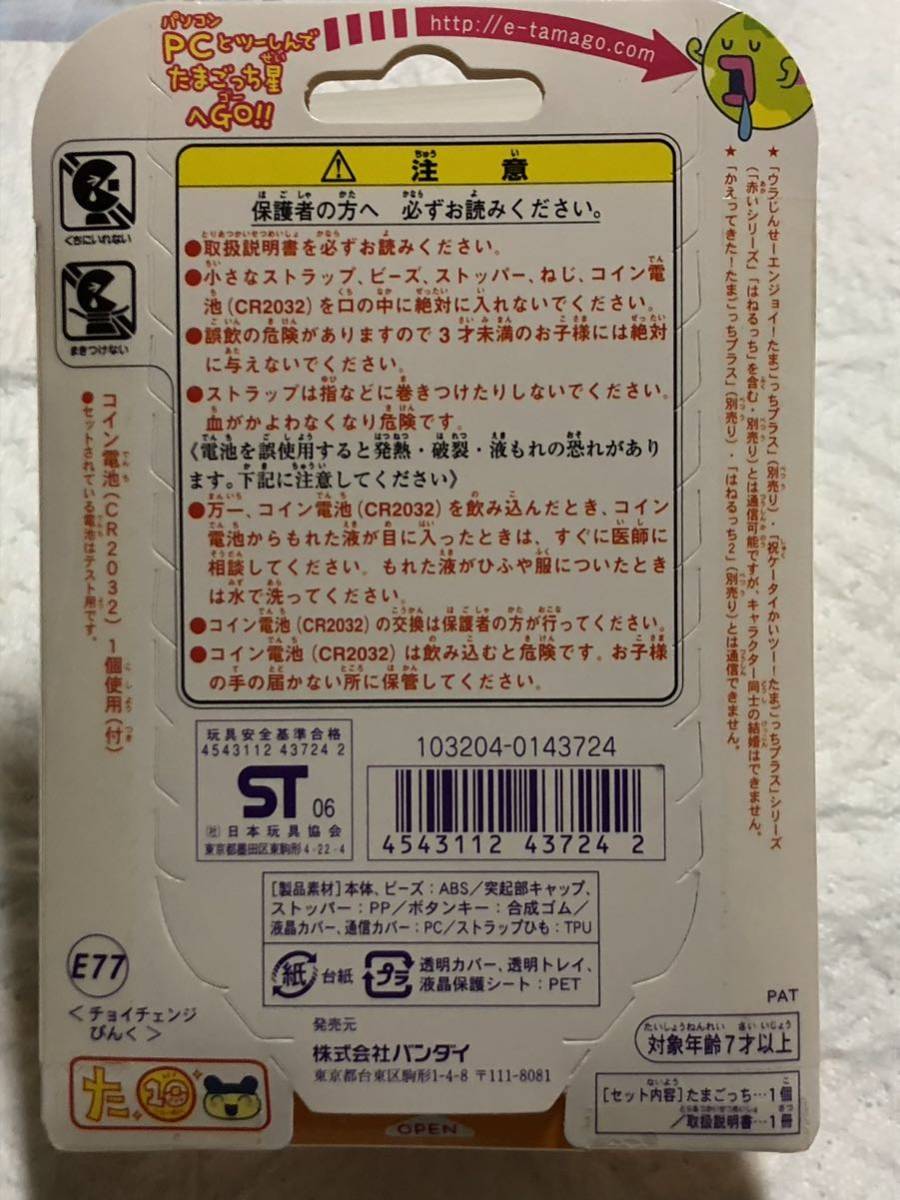 パソコン
PCとツーしんで
たまごっち星
へGO!!
http://e-tamago.com
くちにいれない
まきつけない
注意
保護者の方へ 必ずお読みください。
●取扱説明書を必ずお読みください。
●小さなストラップ、ビーズ、ストッパー、ねじ、コイン電
池(CR2032)を口の中に絶対に入れないでください。
●誤飲の危険がありますので3才未満のお子様には絶対
に与えないでください。
●ストラップは指などに巻きつけたりしないでください。
血がかよわなくなり危険です。
《電池を誤使用すると発熱・破裂・液もれの恐れがあり
ます。下記に注意してください》
●万一、コイン電池(CR2032)を飲み込んだとき、コイン
電池からもれた液が目に入ったときは、すぐに医師に
相談してください。もれた液がひふや服についたとき
は水で洗ってください。
●コイン電池(CR2032)の交換は保護者の方が行ってください。
●コイン電池(CR2032)は飲み込むと危険です。お子様
の手の届かない所に保管してください。
★「ウラじんせーエンジョイ!たまごっちプラス」(別売り)・「祝ケータイかいツー!たまごっちプラス」シリーズ
(「赤いシリーズ」「はねるっち」を含む・別売り)とは通信可能ですが、キャラクター同士の結婚はできません。
★「かえってきた!たまごっちプラス」(別売り)・「はねるっち2」(別売り)とは通信できません。
●コイン電池(CR2032)1個使用(付)
●セットされている電池はテスト用です。
玩具安全基準合格
4543112 43724 2
ST 06
(社)日本玩具協会
東京都墨田区東駒形4-22-4
103204-0143724
4543112 43724 2
[製品素材]本体、ビーズ:ABS/突起部キャップ、
ストッパー:PP/ボタンキー:合成ゴム/
液晶カバー、通信カバー:PC/ストラップひも:TPU
紙 台紙
プラ 透明カバー、透明トレイ、
液晶保護シート:PET
E77
<チョイチェンジ
ぴんく>
発売元
株式会社バンダイ
東京都台東区駒形1-4-8 〒111-8081
PAT
対象年齢7才以上
[セット内容]たまごっち…1個
/取扱説明書…1冊
た 10
OPEN